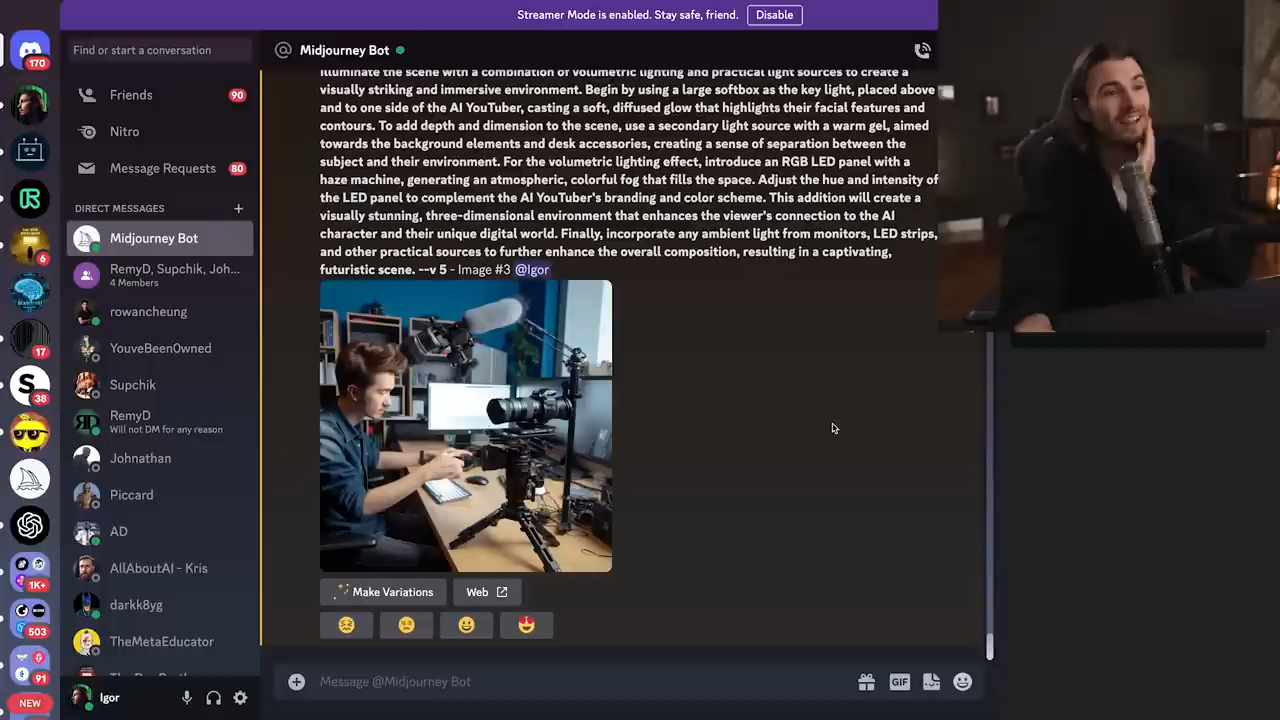 Streamer Mode is enabled. Stay safe, friend.
Disable
170
Find or start a conversation
Midjourney Bot
Friends
90
Nitro
Message Requests
80
DIRECT MESSAGES
Midjourney Bot
RemyD, Supchik, Joh...
4 Members
rowancheung
YouveBeen0wned
Supchik
RemyD
Will not DM for any reason
Johnathan
Piccard
AD
AllAboutAI - Kris
darkk8yg
TheMetaEducator
6
17
S
38
1K+
503
91
NEW
Igor
Illuminate the scene with a combination of volumetric lighting and practical light sources to create a
visually striking and immersive environment. Begin by using a large softbox as the key light, placed above
and to one side of the AI YouTuber, casting a soft, diffused glow that highlights their facial features and
contours. To add depth and dimension to the scene, use a secondary light source with a warm gel, aimed
towards the background elements and desk accessories, creating a sense of separation between the
subject and their environment. For the volumetric lighting effect, introduce an RGB LED panel with a
haze machine, generating an atmospheric, colorful fog that fills the space. Adjust the hue and intensity of
the LED panel to complement the AI YouTuber's branding and color scheme. This addition will create a
visually stunning, three-dimensional environment that enhances the viewer's connection to the AI
character and their unique digital world. Finally, incorporate any ambient light from monitors, LED strips,
and other practical sources to further enhance the overall composition, resulting in a captivating,
futuristic scene. --v 5 - Image #3 @Igor
Make Variations
Web
Message @Midjourney Bot
GIF